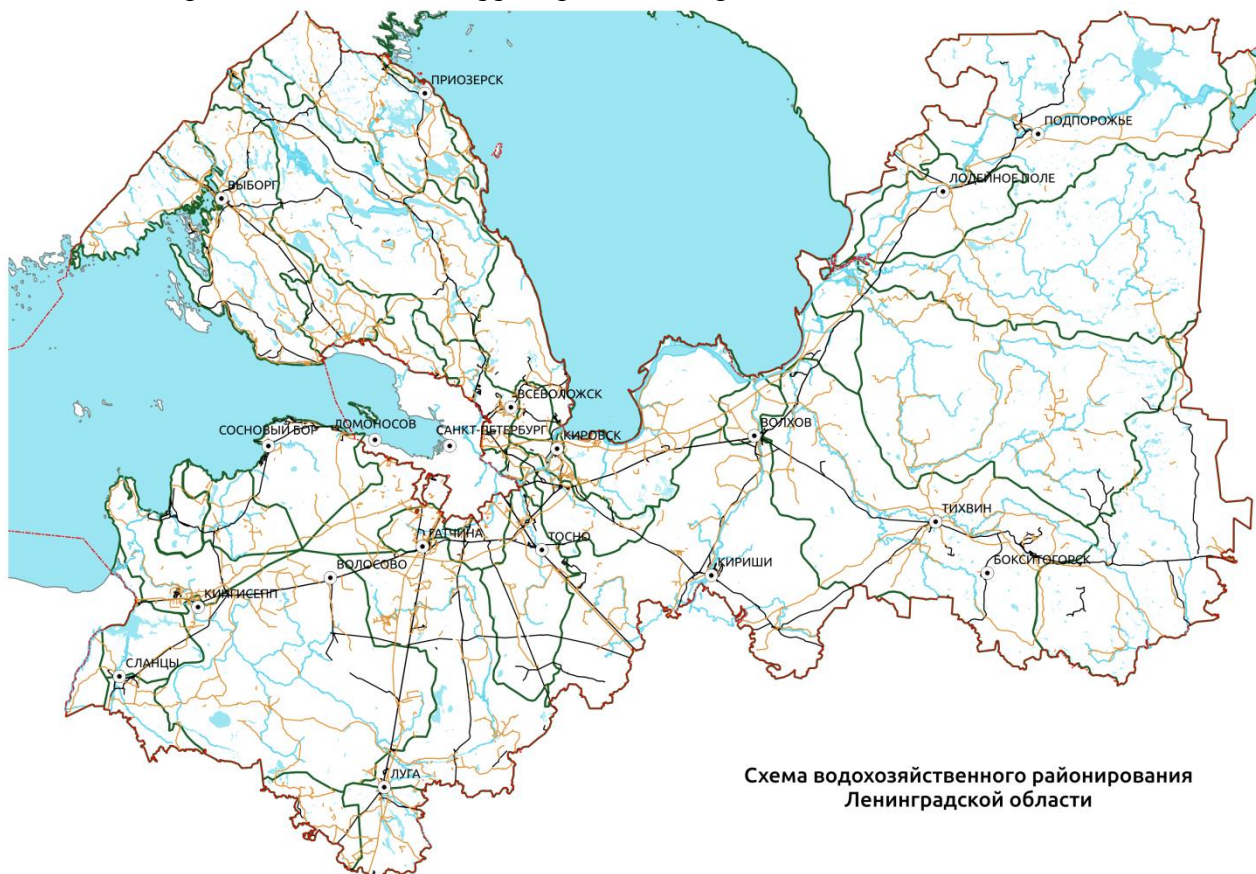 ПРИОЗЕРСК
ПОДПОРОЖЬЕ
ВЫБОРГ
ЛОДЕЙНОЕ ПОЛЕ
ВСЕВОЛОЖСК
СОСНОВЫЙ БОР
ЛОМОНОСОВ
САНКТ-ПЕТЕРБУРГ
КИРОВСК
ВОЛХОВ
ТИХВИН
ГАТЧИНА
ТОСНО
ВОЛОСОВО
КИРИШИ
БОКСИТОГОРСК
КИНГИСЕПП
СЛАНЦЫ
ЛУГА
Схема водохозяйственного районирования
Ленинградской области